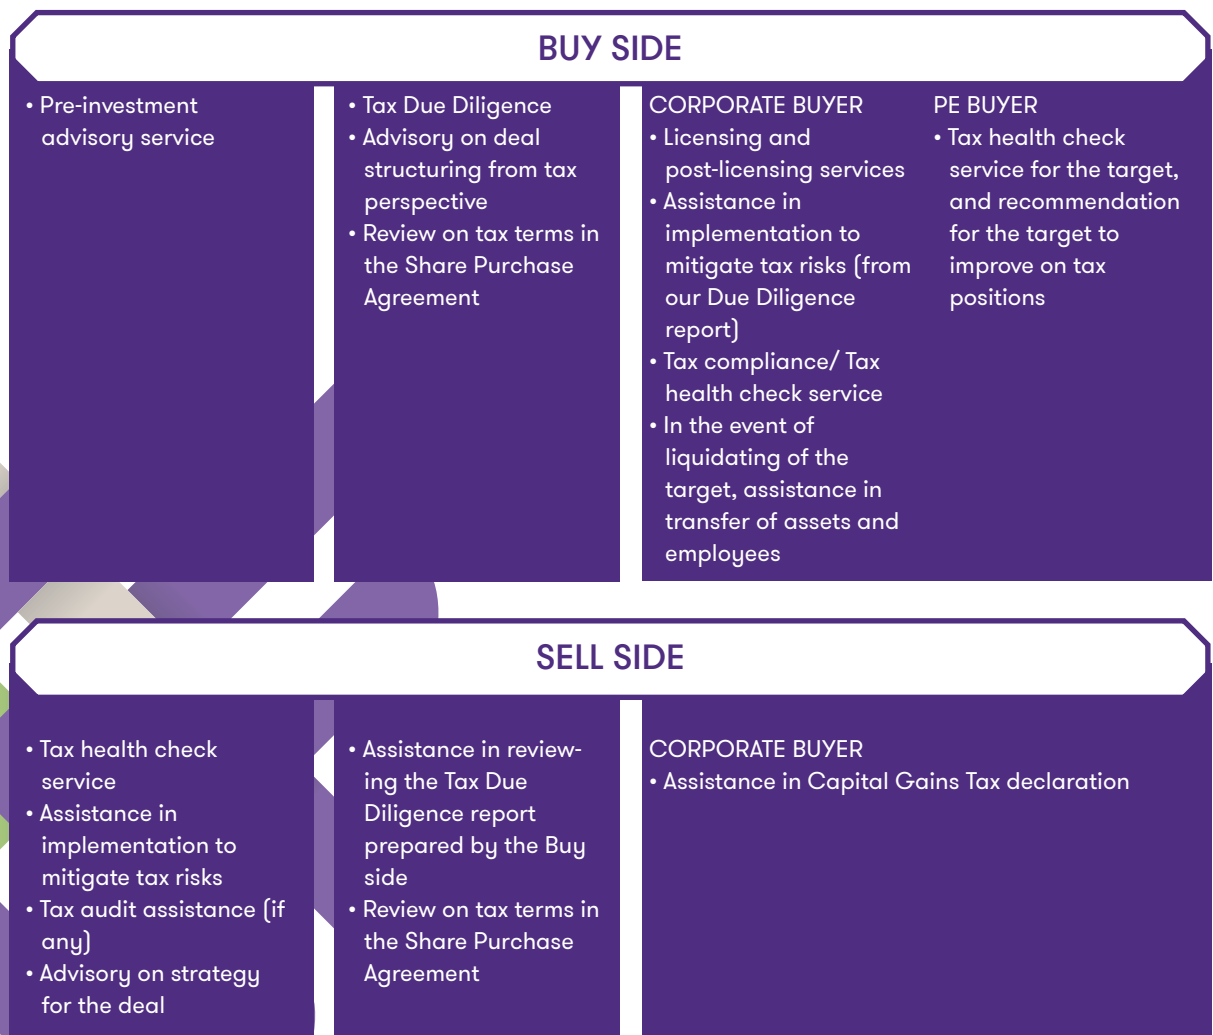 BUY SIDE
• Pre-investment
advisory service
• Tax Due Diligence
• Advisory on deal
structuring from tax
perspective
• Review on tax terms in
the Share Purchase
Agreement
CORPORATE BUYER
• Licensing and
post-licensing services
• Assistance in
implementation to
mitigate tax risks (from
our Due Diligence
report)
• Tax compliance/ Tax
health check service
• In the event of
liquidating of the
target, assistance in
transfer of assets and
employees
PE BUYER
• Tax health check
service for the target,
and recommendation
for the target to
improve on tax
positions
SELL SIDE
• Tax health check
service
• Assistance in
implementation to
mitigate tax risks
• Tax audit assistance (if
any)
• Advisory on strategy
for the deal
• Assistance in review-
ing the Tax Due
Diligence report
prepared by the Buy
side
• Review on tax terms in
the Share Purchase
Agreement
CORPORATE BUYER
• Assistance in Capital Gains Tax declaration